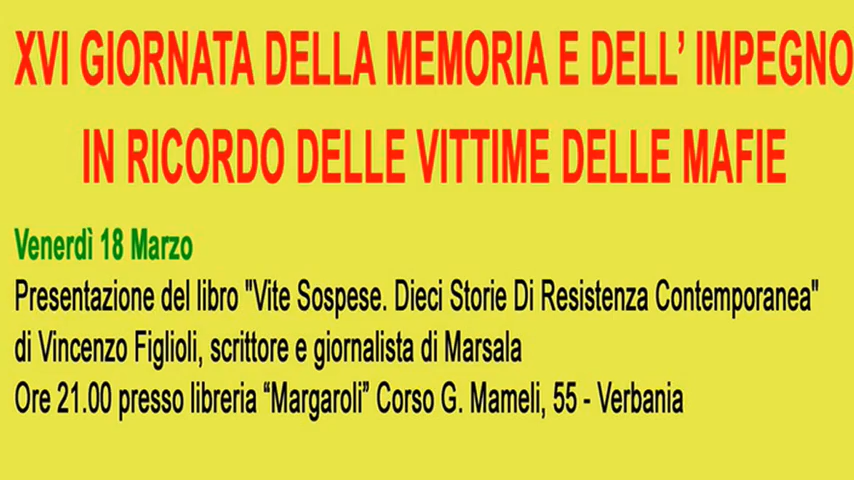 XVI GIORNATA DELLA MEMORIA E DELL' IMPEGNO
IN RICORDO DELLE VITTIME DELLE MAFIE
Venerdì 18 Marzo
Presentazione del libro "Vite Sospese. Dieci Storie Di Resistenza Contemporanea"
di Vincenzo Figlioli, scrittore e giornalista di Marsala
Ore 21.00 presso libreria “Margaroli” Corso G. Mameli, 55 - Verbania